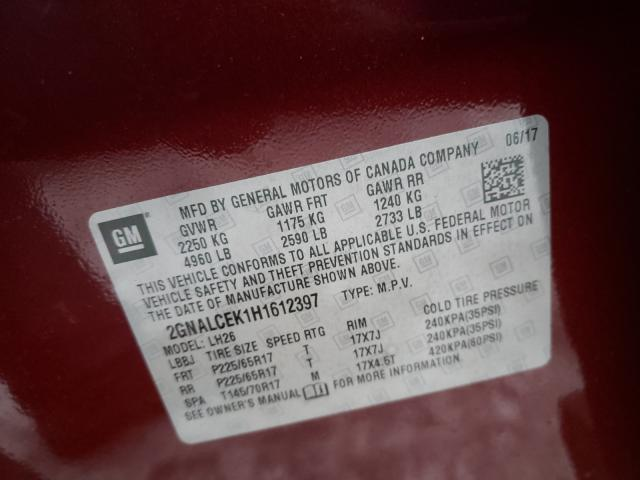 MFD BY GENERAL MOTORS OF CANADA COMPANY 06/17
GVWR GAWR FRT GAWR RR
2250 KG 1175 KG 1240 KG
4960 LB 2590 LB 2733 LB
GM
THIS VEHICLE CONFORMS TO ALL APPLICABLE U.S. FEDERAL MOTOR
VEHICLE SAFETY AND THEFT PREVENTION STANDARDS IN EFFECT ON
THE DATE OF MANUFACTURE SHOWN ABOVE.
2GNALCEK1H1612397 TYPE: M.P.V.
MODEL: LH26
LBBJ TIRE SIZE SPEED RTG RIM COLD TIRE PRESSURE
FRT P225/65R17 T 17X7J 240KPA(35PSI)
RR P225/65R17 T 17X7J 240KPA(35PSI)
SPA T145/70R17 M 17X4.5T 420KPA(60PSI)
SEE OWNER'S MANUAL FOR MORE INFORMATION.